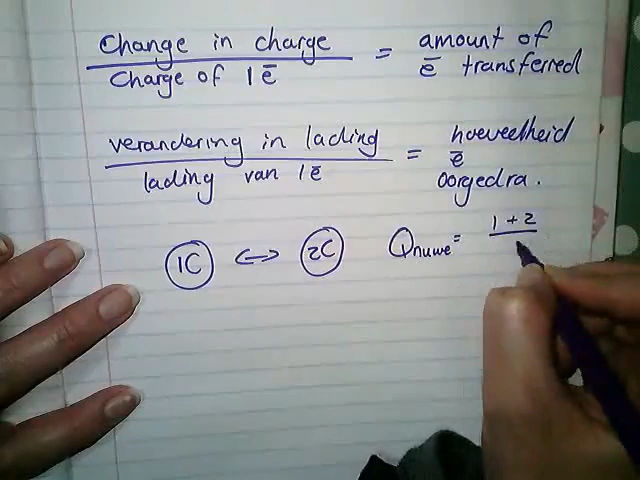 Change in charge = amount of
Charge of 1 ē ē transferred
verandering in lading = hoeveelheid
lading van 1 ē ē
oorgedra.
1C ↔ 2C Qnuwe = 1 + 2